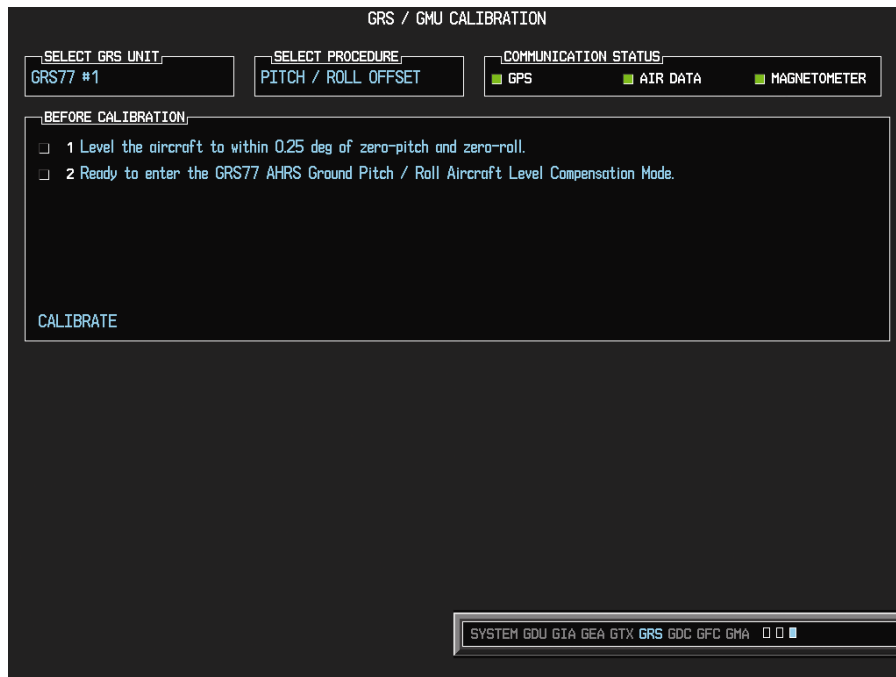 GRS / GMU CALIBRATION
SELECT GRS UNIT
GRS77 #1
SELECT PROCEDURE
PITCH / ROLL OFFSET
COMMUNICATION STATUS
GPS AIR DATA MAGNETOMETER
BEFORE CALIBRATION
1 Level the aircraft to within 0.25 deg of zero-pitch and zero-roll.
2 Ready to enter the GRS77 AHRS Ground Pitch / Roll Aircraft Level Compensation Mode.
CALIBRATE
SYSTEM GDU GIA GEA GTX GRS GDC GFC GMA